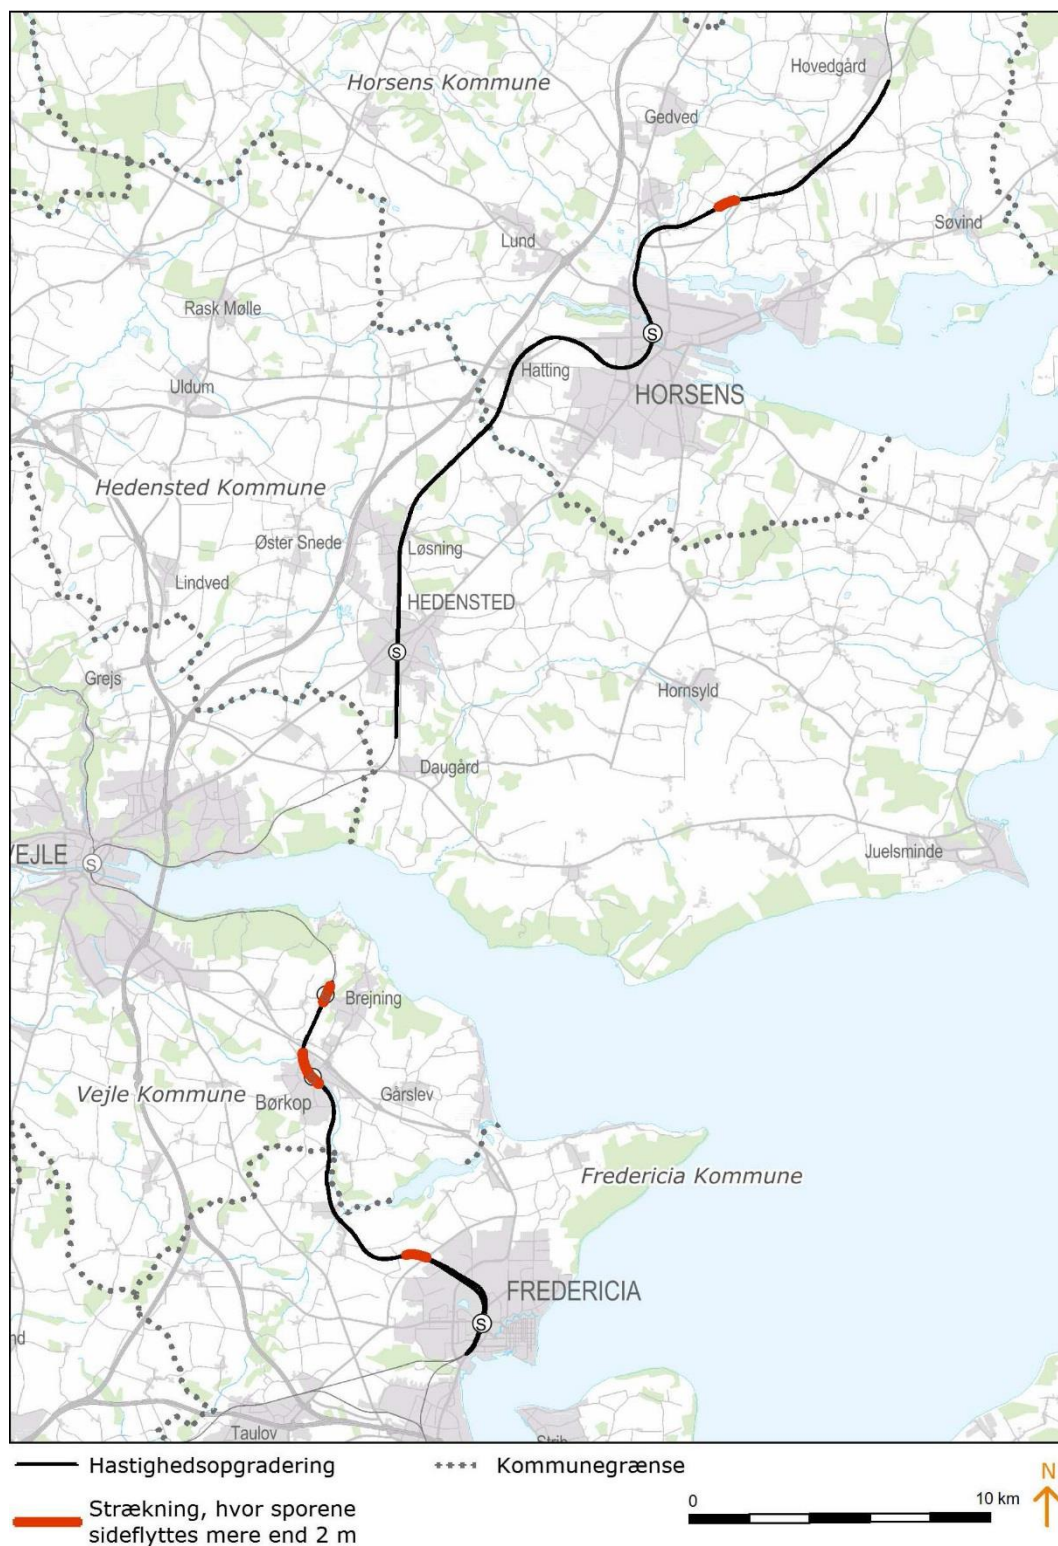 Hovedgård
Horsens Kommune
Gedved
Søvind
Lund
Rask Mølle
S
Hatting
Uldum
HORSENS
Hedensted Kommune
Øster Snede
Løsning
Lindved
HEDENSTED
S
Grejs
Hornsyld
Daugård
VEJLE
S
Juelsminde
Brejning
Vejle Kommune
Gårslev
Børkop
Fredericia Kommune
FREDERICIA
S
nd
Taulov
Strib
Hastighedsopgradering
Kommunegrænse
Strækning, hvor sporene
sideflyttes mere end 2 m
0 10 km
N